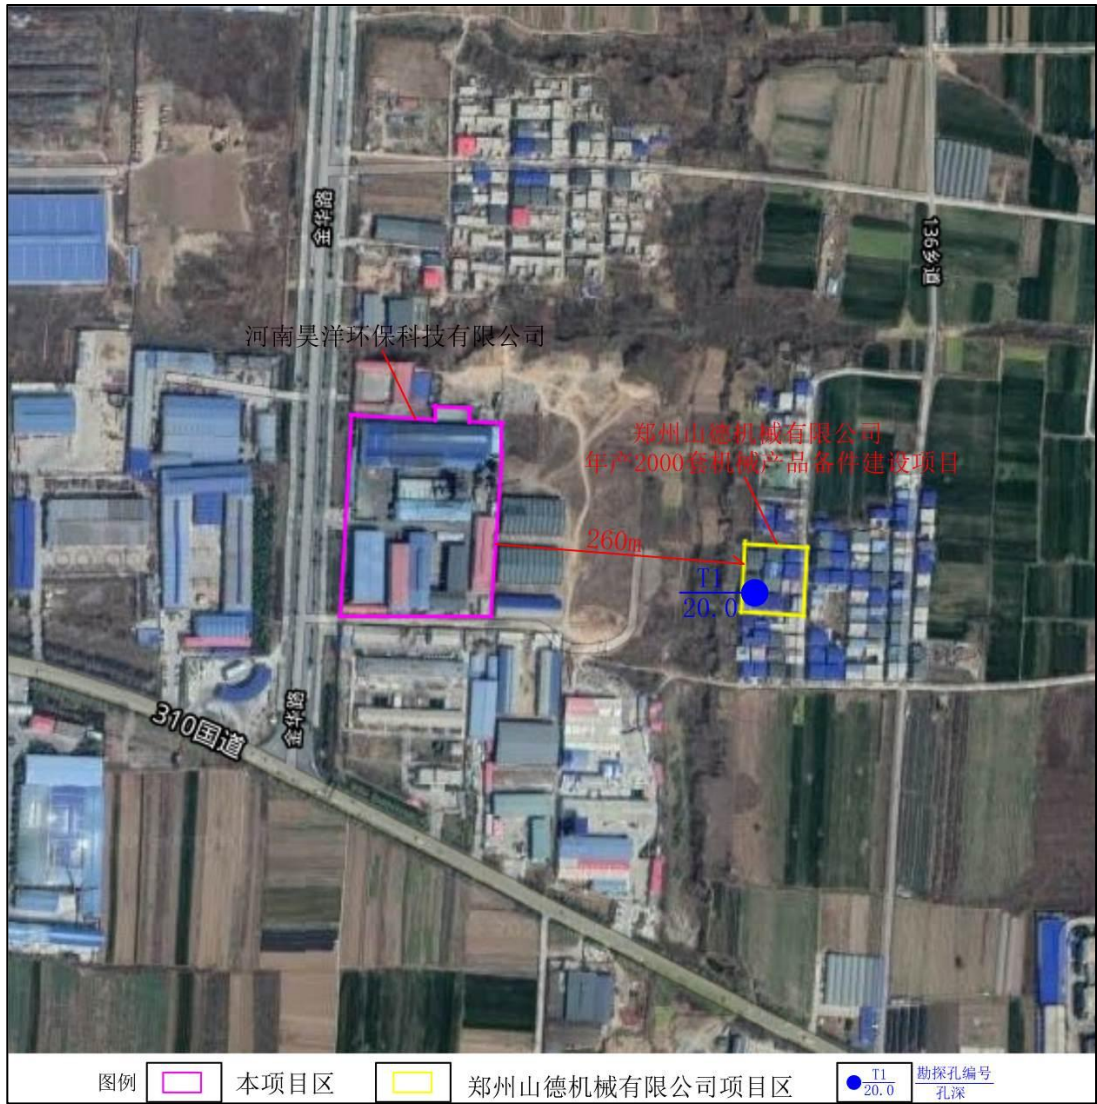 金华路
136乡道
河南昊洋环保科技有限公司
郑州山德机械有限公司
年产2000套机械产品备件建设项目
260m
T1
20.0
金华路
310国道
图例
本项目区
郑州山德机械有限公司项目区
T1
20.0
勘探孔编号
孔深